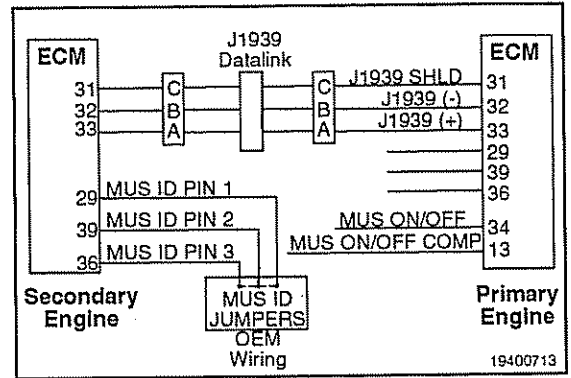 J1939
Datalink
ECM
ECM
31
C
C
J1939 SHLD
31
32
B
B
J1939 (-)
32
33
A
A
J1939 (+)
33
29
39
36
29
MUS ID PIN 1
39
MUS ID PIN 2
36
MUS ID PIN 3
MUS ON/OFF
34
MUS ON/OFF COMP
13
Secondary
Engine
MUS ID
JUMPERS
OEM
Wiring
Primary
Engine
19400713